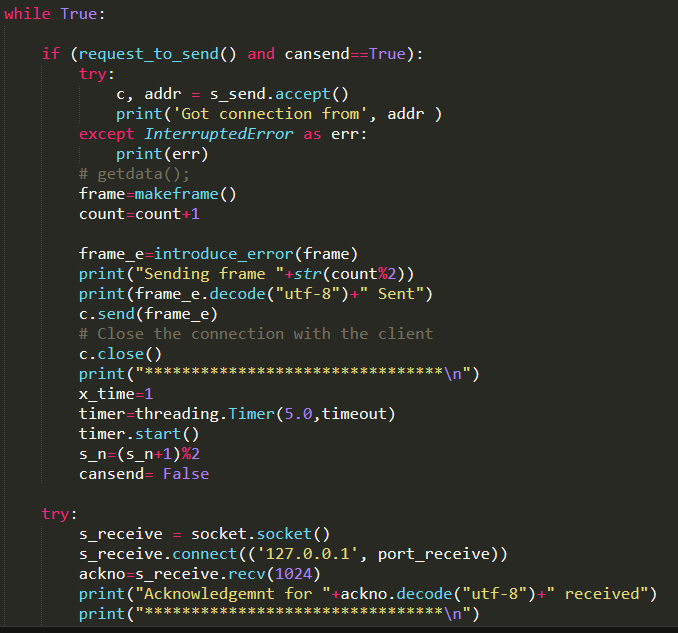 while True:
if (request_to_send() and cansend==True):
try:
c, addr = s_send.accept()
print('Got connection from', addr )
except InterruptedError as err:
print(err)
# getdata();
frame=makeframe()
count=count+1
frame_e=introduce_error(frame)
print("Sending frame "+str(count%2))
print(frame_e.decode("utf-8")+" Sent")
c.send(frame_e)
# Close the connection with the client
c.close()
print("********************************\n")
x_time=1
timer=threading.Timer(5.0,timeout)
timer.start()
s_n=(s_n+1)%2
cansend= False
try:
s_receive = socket.socket()
s_receive.connect(('127.0.0.1', port_receive))
ackno=s_receive.recv(1024)
print("Acknowledgemnt for "+ackno.decode("utf-8")+" received")
print("********************************\n")